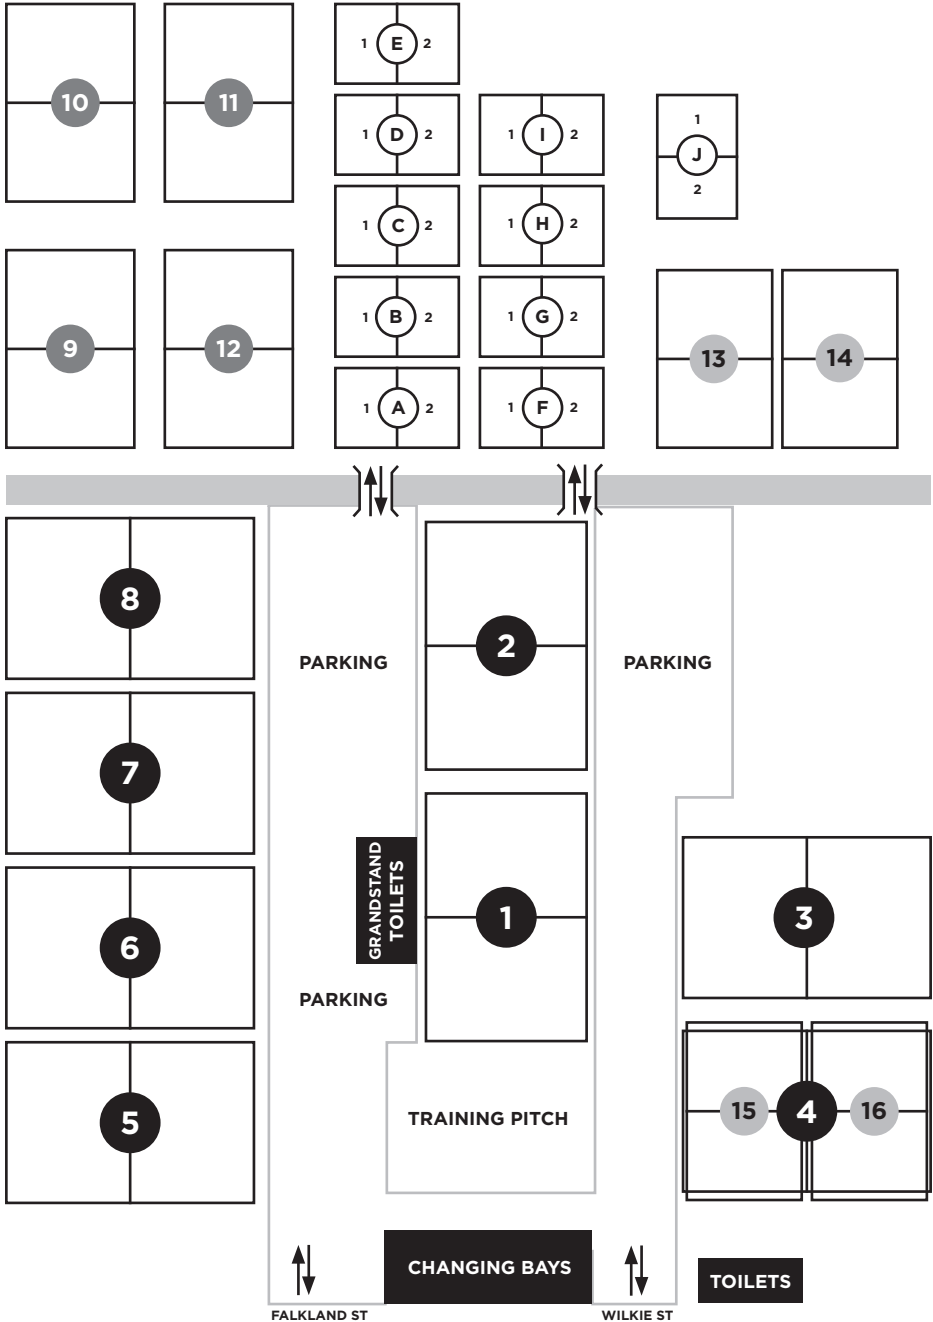 1 E 2
10
11
1 D 2
1 I 2
1
J
2
1 C 2
1 H 2
1 B 2
1 G 2
9
12
13
14
1 A 2
1 F 2
8
2
PARKING
PARKING
7
GRANDSTAND
TOILETS
1
3
6
PARKING
15
4
16
5
TRAINING PITCH
CHANGING BAYS
TOILETS
FALKLAND ST
WILKIE ST